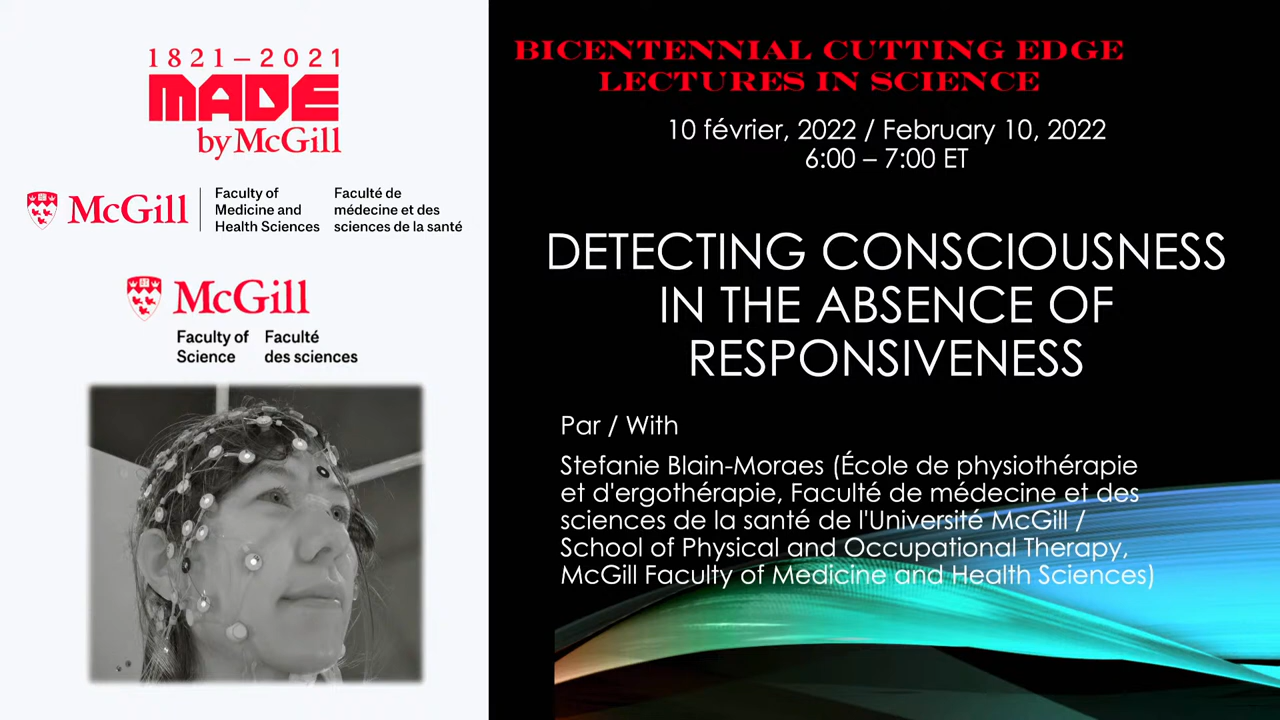 1821–2021
MADE
by McGill
McGill
Faculty of
Medicine and
Health Sciences
Faculté de
médecine et des
sciences de la santé
McGill
Faculty of
Science
Faculté
des sciences
BICENTENNIAL CUTTING EDGE
LECTURES IN SCIENCE
10 février, 2022 / February 10, 2022
6:00 – 7:00 ET
DETECTING CONSCIOUSNESS
IN THE ABSENCE OF
RESPONSIVENESS
Par / With
Stefanie Blain-Moraes (École de physiothérapie
et d'ergothérapie, Faculté de médecine et des
sciences de la santé de l'Université McGill /
School of Physical and Occupational Therapy,
McGill Faculty of Medicine and Health Sciences)